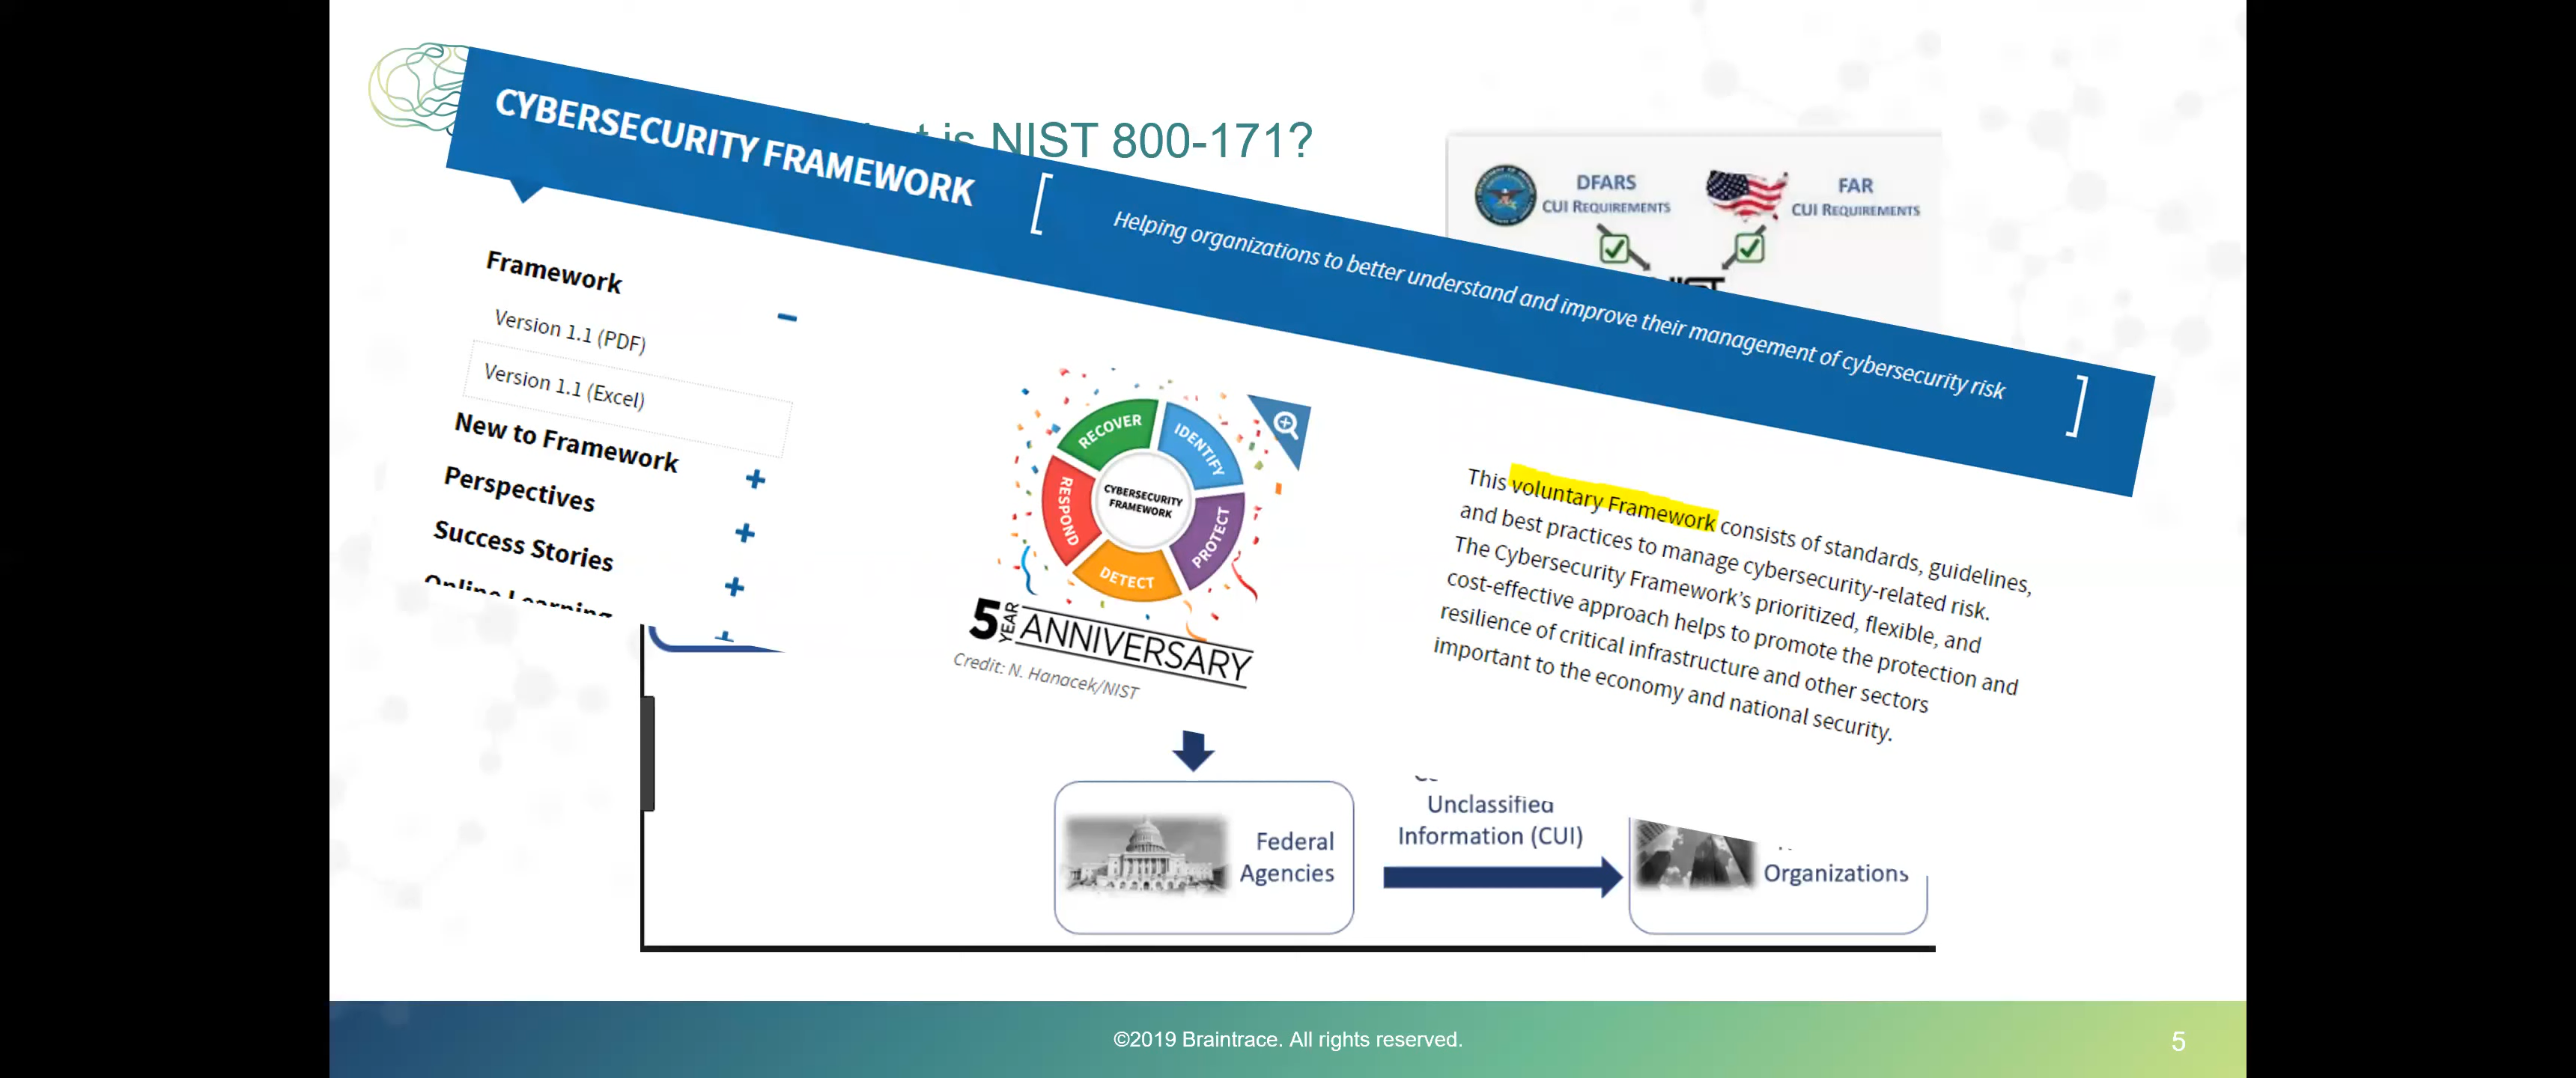 is NIST 800-171?
CYBERSECURITY FRAMEWORK
[ Helping organizations to better understand and improve their management of cybersecurity risk ]
DFARS
CUI REQUIREMENTS
FAR
CUI REQUIREMENTS
Framework
Version 1.1 (PDF)
Version 1.1 (Excel)
New to Framework
Perspectives
Success Stories
Online Learning
RECOVER
IDENTIFY
PROTECT
DETECT
RESPOND
CYBERSECURITY
FRAMEWORK
5 YEAR ANNIVERSARY
Credit: N. Hanacek/NIST
This voluntary Framework consists of standards, guidelines,
and best practices to manage cybersecurity-related risk.
The Cybersecurity Framework's prioritized, flexible, and
cost-effective approach helps to promote the protection and
resilience of critical infrastructure and other sectors
important to the economy and national security.
Federal
Agencies
Unclassified
Information (CUI)
Organizations
©2019 Braintrace. All rights reserved.
5